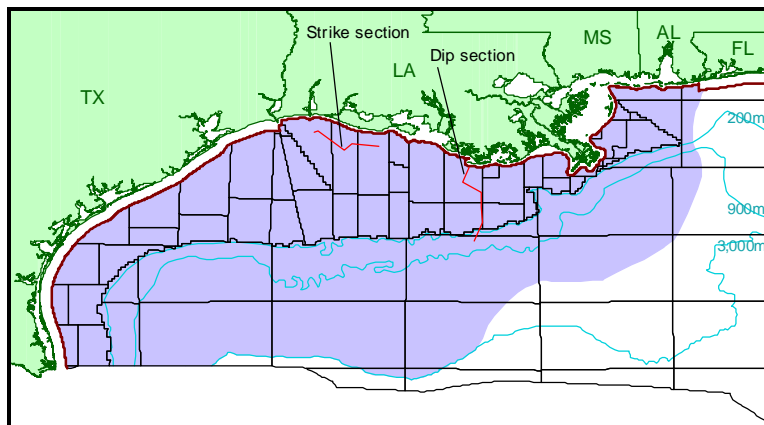 Strike section
MS
AL
FL
Dip section
LA
TX
200m
900m
3,000m